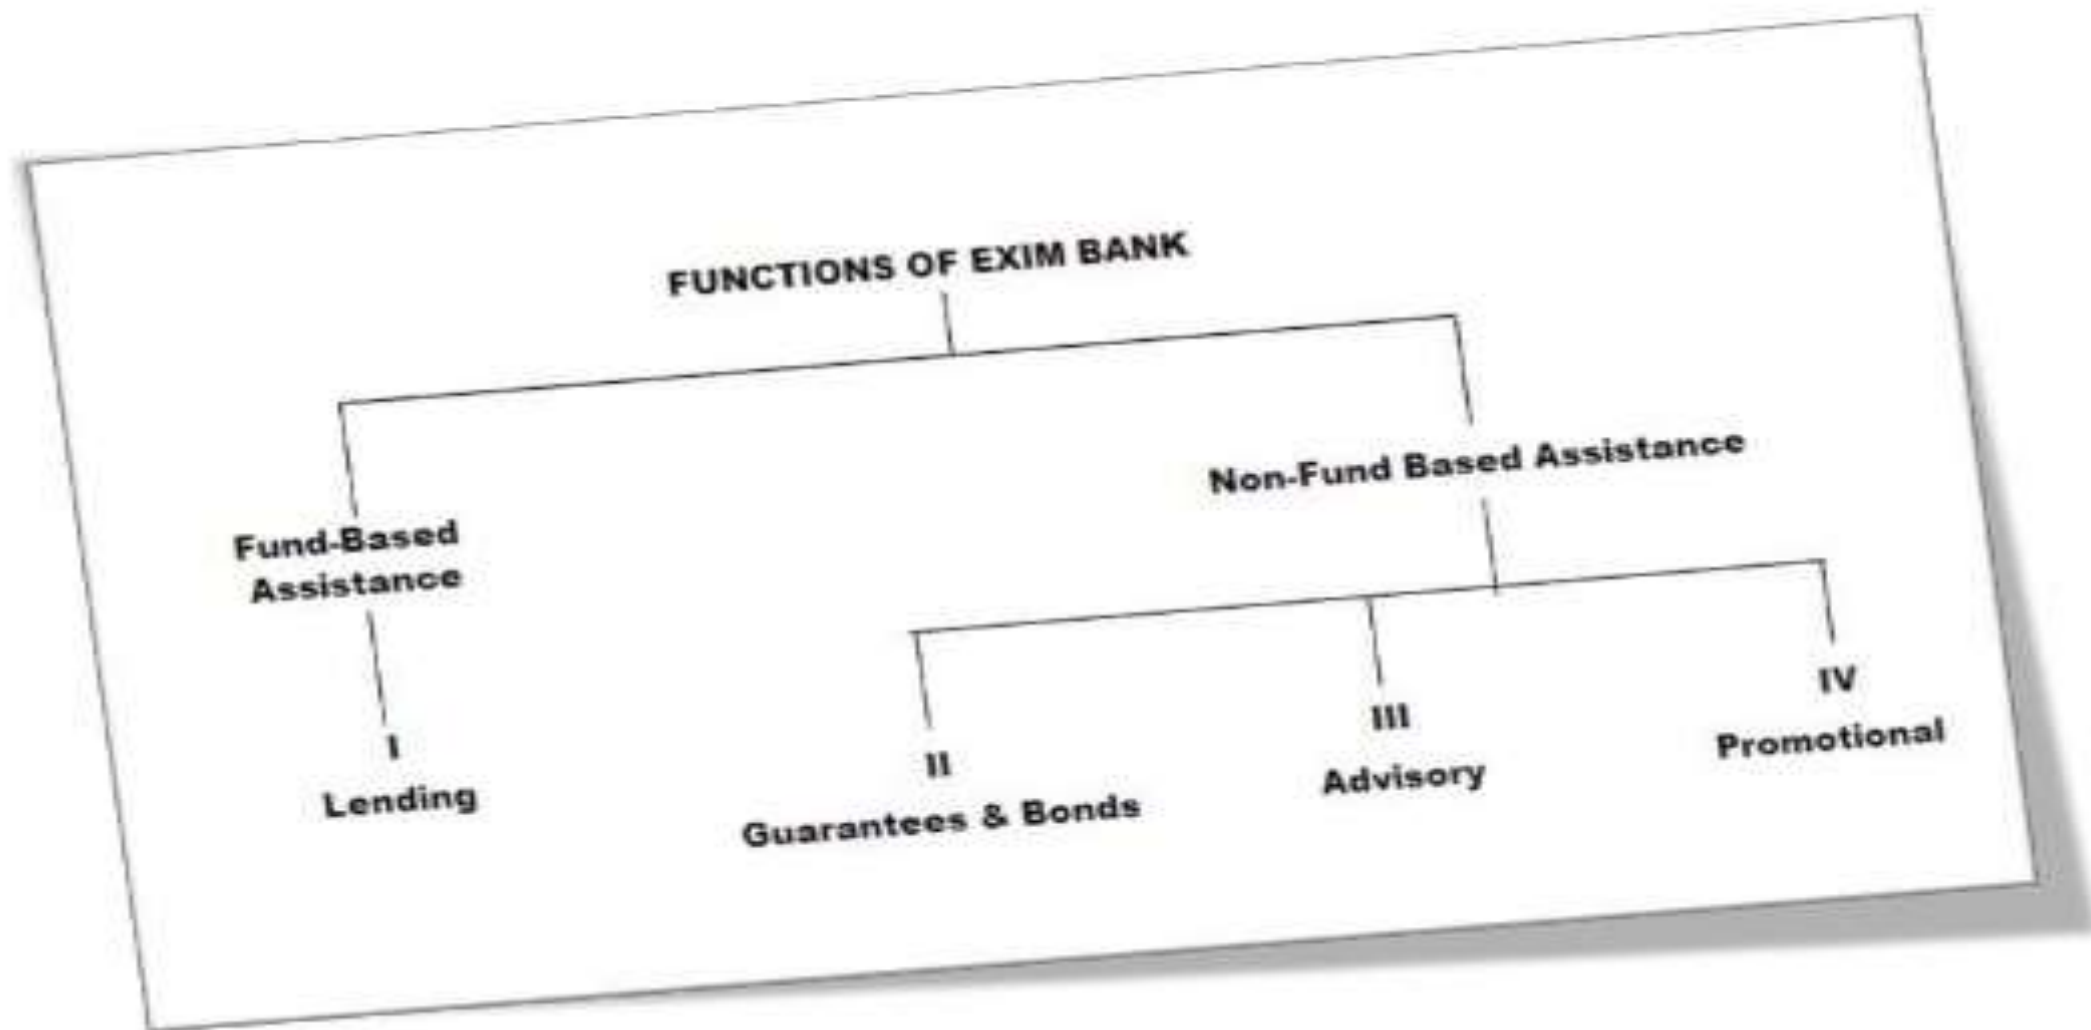 FUNCTIONS OF EXIM BANK
Non-Fund Based Assistance
Fund-Based
Assistance
I
Lending
II
Guarantees & Bonds
III
Advisory
IV
Promotional